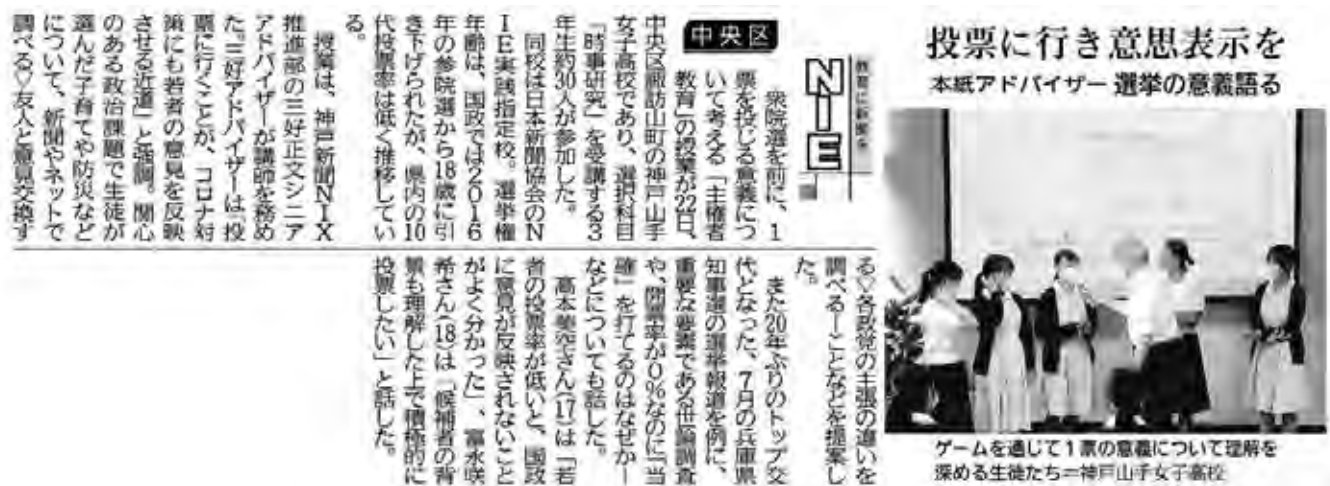 投票に行き意思表示を
本紙アドバイザー 選挙の意義語る
教育に新聞を
NIE
中央区
衆院選を前に、1
票を投じる意義につ
いて考える「主権者
教育」の授業が22日、
中央区諏訪山町の神戸山手
女子高校であり、選択科目
「時事研究」を受講する3
年生約30人が参加した。
同校は日本新聞協会のN
IE実践指定校。選挙権
年齢は、国政では2016
年の参院選から18歳に引
き下げられたが、県内の10
代投票率は低く推移してい
る。
授業は、神戸新聞NIX
推進部の三好正文シニア
アドバイザーが講師を務め
た。三好アドバイザーは「投
票に行くことが、コロナ対
策にも若者の意見を反映
させる近道」と強調。関心
のある政治課題で生徒が
選んだ子育てや防災など
について、新聞やネットで
調べる▽友人と意見交換す
る▽各政党の主張の違いを
調べる―ことなどを提案し
た。
また20年ぶりのトップ交
代となった、7月の兵庫県
知事選の選挙報道を例に、
重要な要素である世論調査
や、開票率が0%なのに「当
確」を打てるのはなぜか―
などについても話した。
高本美空さん(17)は「若
者の投票率が低いと、国政
に意見が反映されないこと
がよく分かった」、富永咲
希さん(18)は「候補者の背
景も理解した上で積極的に
投票したい」と話した。
ゲームを通じて1票の意義について理解を
深める生徒たち=神戸山手女子高校